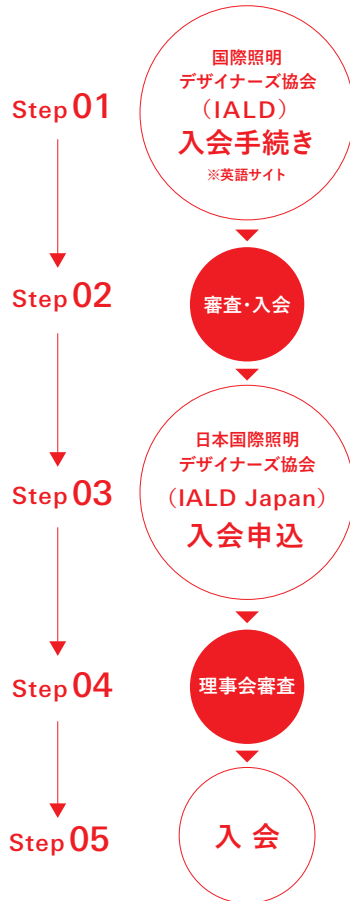 Step 01
国際照明
デザイナーズ協会
（IALD）
入会手続き
※英語サイト
Step 02
審査・入会
Step 03
日本国際照明
デザイナーズ協会
（IALD Japan）
入会申込
Step 04
理事会審査
Step 05
入 会